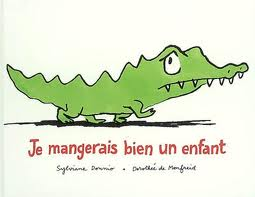 Je mangerais bien un enfant
Sylviane Donnio • Dorothée de Monfreid